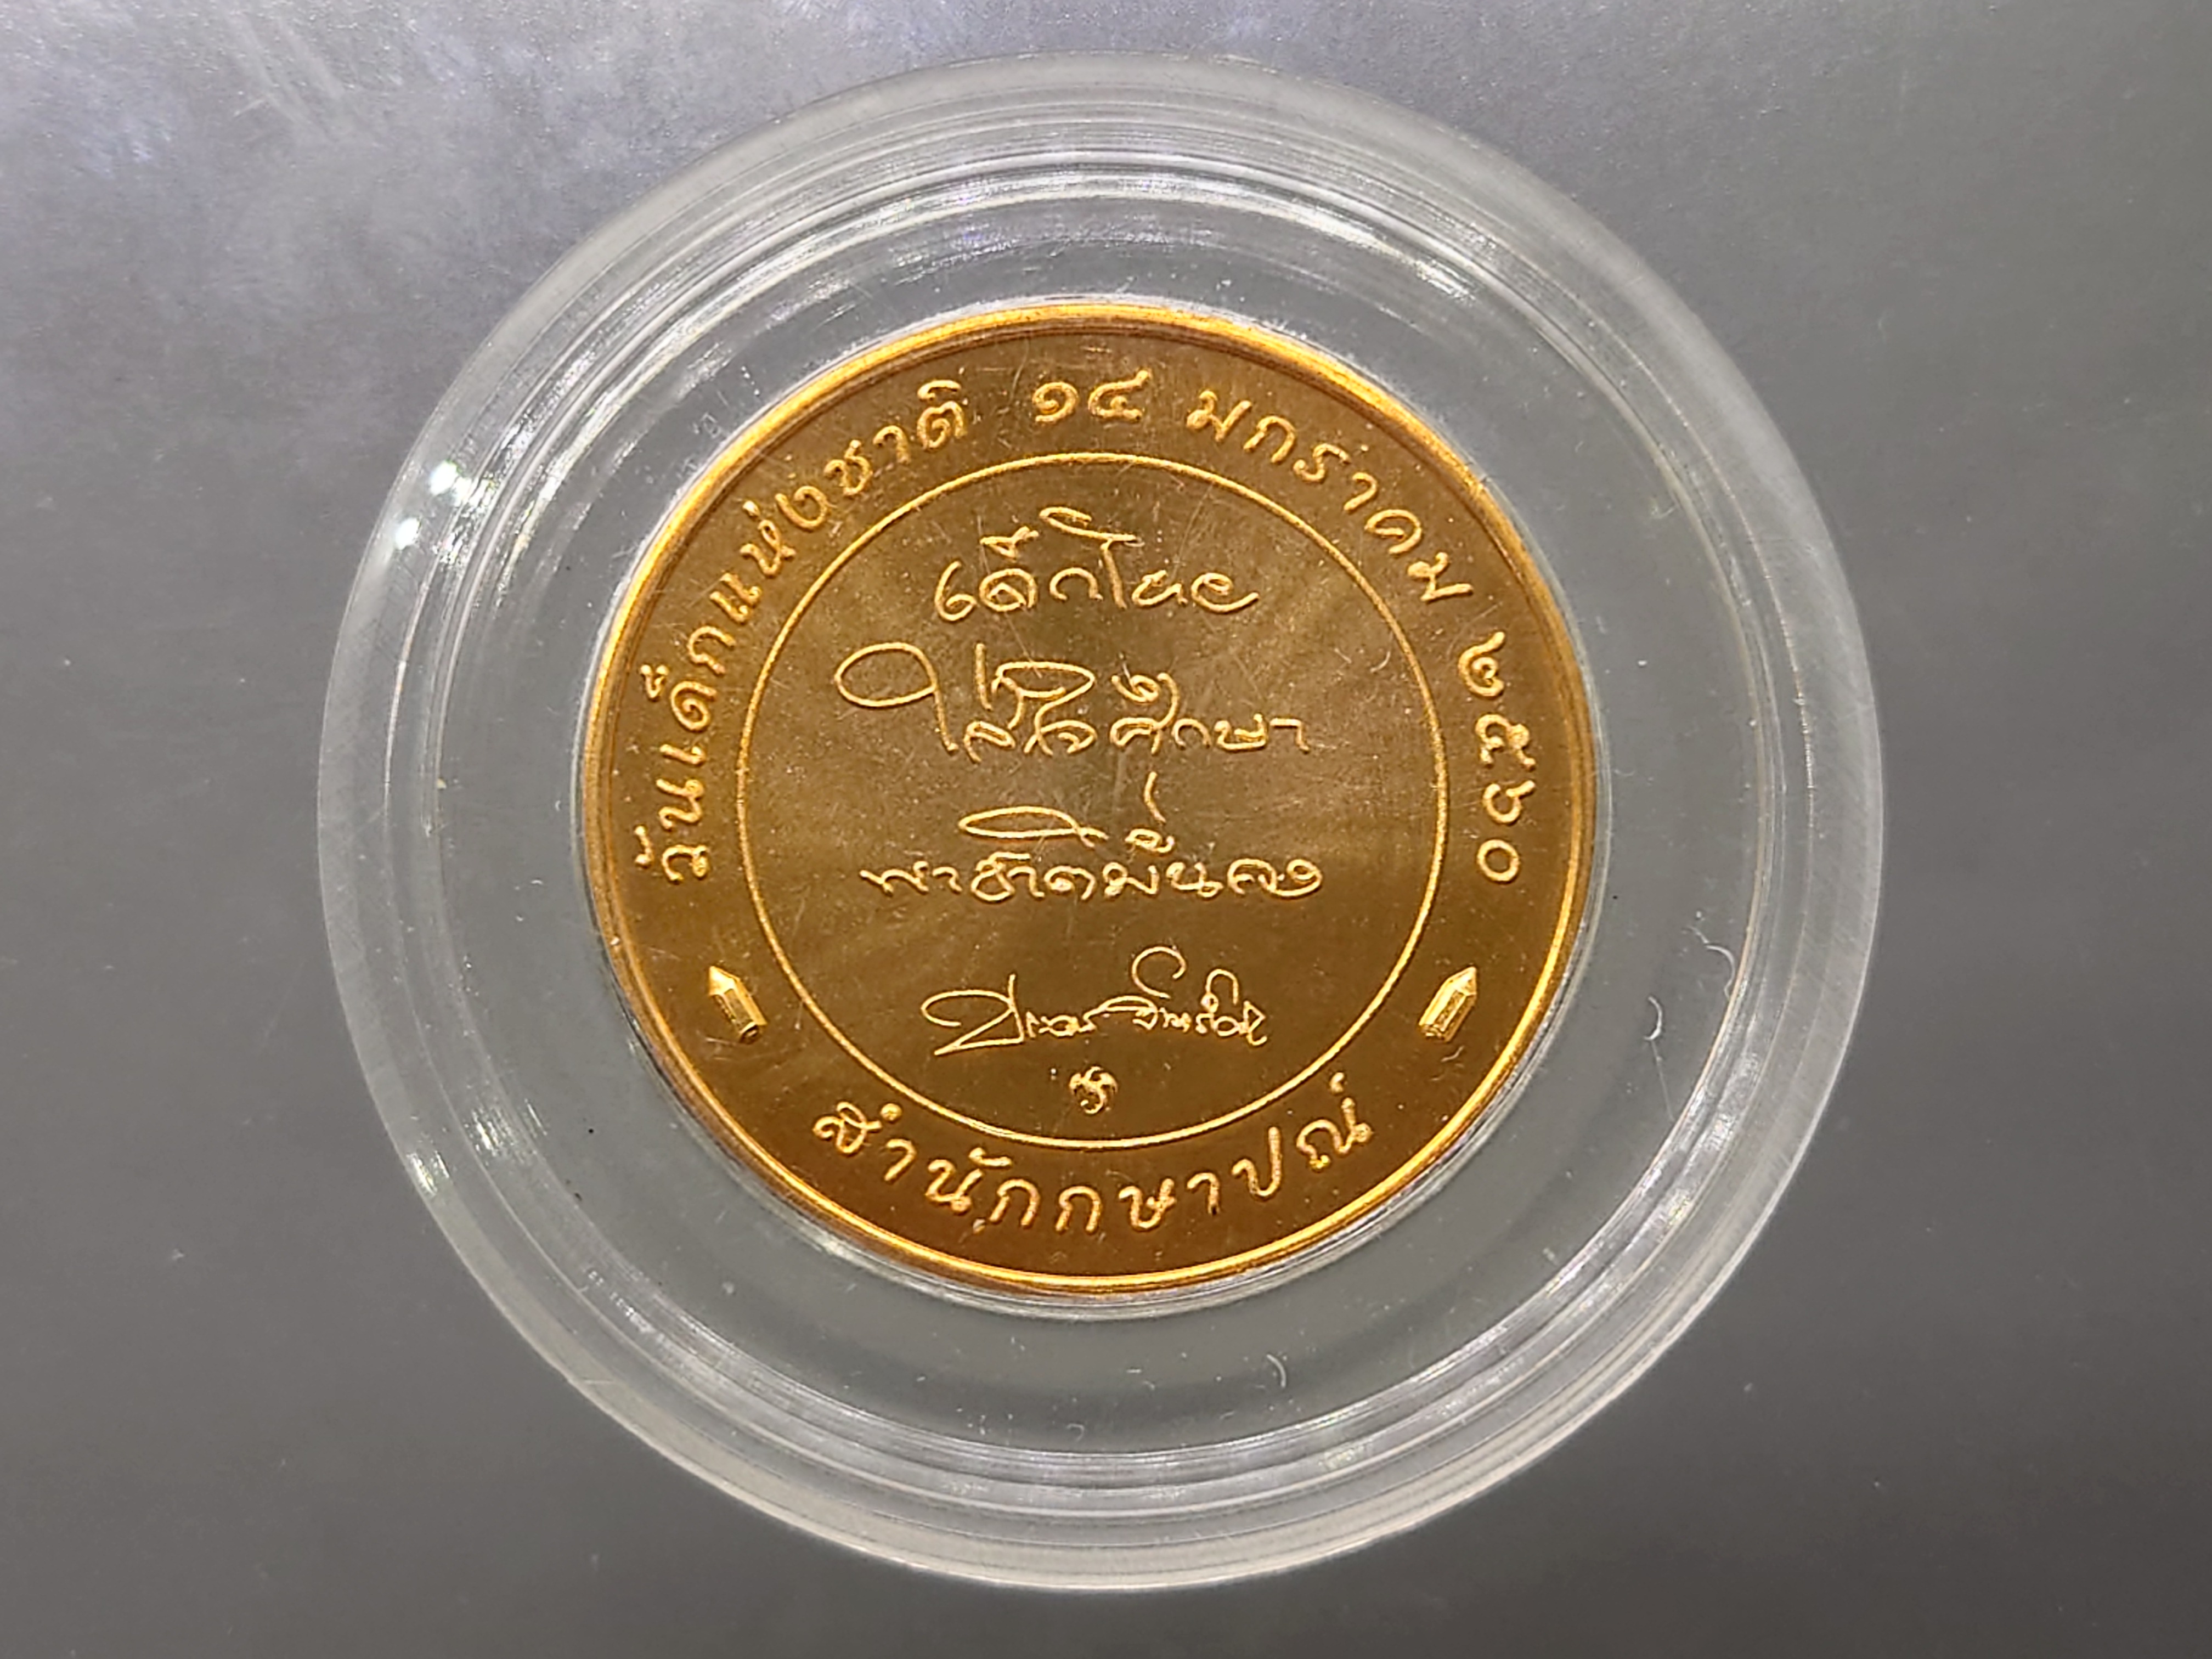 วันเด็กแห่งชาติ ๑๔ มกราคม ๒๕๖๐
เด็กไทย
ใส่ใจศึกษา
พาชาติมั่นคง
สำนักกษาปณ์